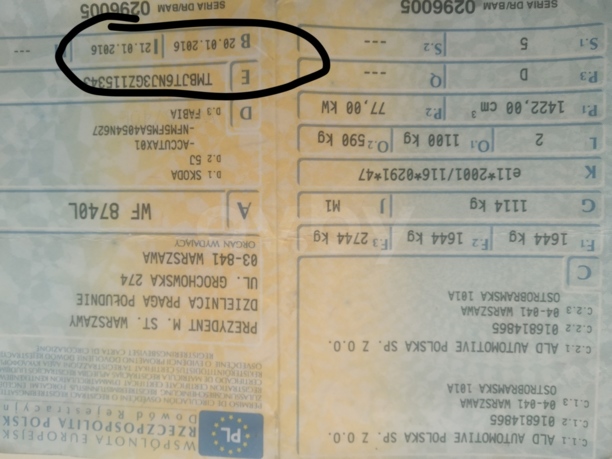 C.1.1 ALD AUTOMOTIVE POLSKA SP. Z O.O.
C.1.2 016814865
C.1.3 04-041 WARSZAWA
OSTROBRAMSKA 101A
C.2.1 ALD AUTOMOTIVE POLSKA SP. Z O.O.
C.2.2 016814865
C.2.3 04-041 WARSZAWA
OSTROBRAMSKA 101A
C
F.1 1644 kg F.2 1644 kg F.3 2744 kg
G 1114 kg J M1
K e11*2001/116*0291*47
L 2 O.1 1100 kg O.2 590 kg
P.1 1422,00 cm³ P.2 77,00 kW
P.3 D Q ---
S.1 5 S.2 ---
SERIA DR/BAM 0296005
PL
WSPÓLNOTA EUROPEJSK
RZECZPOSPOLITA POLSK
Dowód Rejestracyjn
PREZYDENT M. ST. WARSZAWY
DZIELNICA PRAGA POŁUDNIE
UL. GROCHOWSKA 274
03-841 WARSZAWA
ORGAN WYDAJĄCY
A WF 8740L
D.1 SKODA
D.2 5J
-ACCUTAX01
-NFM5FM5A4054N627
D D.3 FABIA
E TMBJT6NJ3GZ115343
B 20.01.2016 21.01.2016 ---
SERIA DR/BAM 0296005